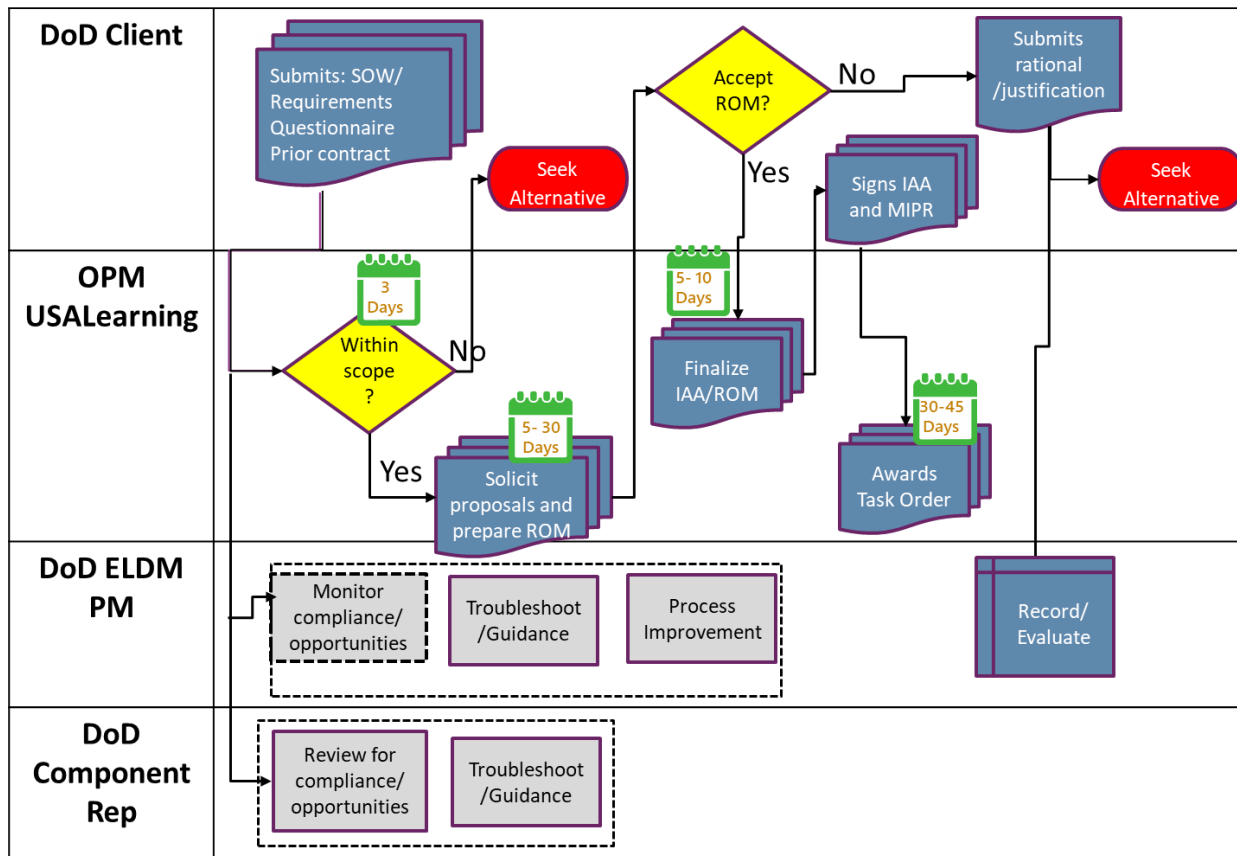 DoD Client
Submits: SOW/
Requirements
Questionnaire
Prior contract
Seek
Alternative
Accept
ROM?
No
Yes
Submits
rational
/justification
Signs IAA
and MIPR
Seek
Alternative
OPM
USALearning
3
Days
Within
scope
?
No
Yes
5- 30
Days
Solicit
proposals and
prepare ROM
5- 10
Days
Finalize
IAA/ROM
30-45
Days
Awards
Task Order
DoD ELDM
PM
Monitor
compliance/
opportunities
Troubleshoot
/Guidance
Process
Improvement
Record/
Evaluate
DoD
Component
Rep
Review for
compliance/
opportunities
Troubleshoot
/Guidance